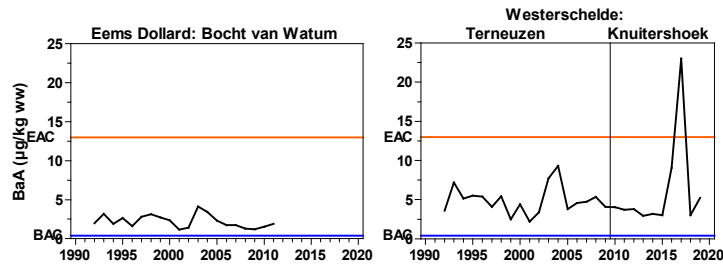 Westerschelde:
Eems Dollard: Bocht van Watum
Terneuzen Knuitershoek
BaA (µg/kg ww)
25
20
15
EAC
10
5
BAC
0
1990 1995 2000 2005 2010 2015 2020
25
20
15
EAC
10
5
BAC
0
1990 1995 2000 2005 2010 2015 2020